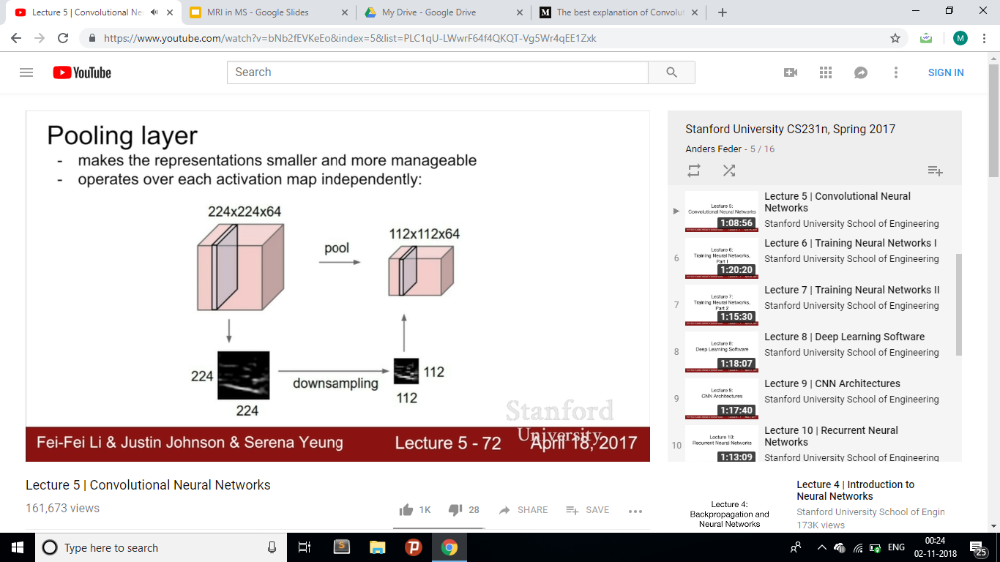 Lecture 5 | Convolutional Ne
MRI in MS - Google Slides
My Drive - Google Drive
The best explanation of Convolut
https://www.youtube.com/watch?v=bNb2fEVKeEo&index=5&list=PLC1qU-LWwrF64f4QKQT-Vg5Wr4qEE1Zxk
M
YouTube
Search
SIGN IN
Pooling layer
- makes the representations smaller and more manageable
- operates over each activation map independently:
224x224x64
pool
112x112x64
224
224
downsampling
112
112
Stanford
University
Fei-Fei Li & Justin Johnson & Serena Yeung
Lecture 5 - 72
April 18, 2017
Stanford University CS231n, Spring 2017
Anders Feder - 5 / 16
Lecture 5:
Convolutional Neural Networks
1:08:56
Lecture 5 | Convolutional Neural
Networks
Stanford University School of Engineering
6
Lecture 6:
Training Neural Networks,
Part I
1:20:20
Lecture 6 | Training Neural Networks I
Stanford University School of Engineering
7
Lecture 7:
Training Neural Networks,
Part 2
1:15:30
Lecture 7 | Training Neural Networks II
Stanford University School of Engineering
8
Lecture 8:
Deep Learning Software
1:18:07
Lecture 8 | Deep Learning Software
Stanford University School of Engineering
9
Lecture 9:
CNN Architectures
1:17:40
Lecture 9 | CNN Architectures
Stanford University School of Engineering
10
Lecture 10:
Recurrent Neural Networks
1:13:09
Lecture 10 | Recurrent Neural
Networks
Stanford University School of Engineering
Lecture 5 | Convolutional Neural Networks
161,673 views
1K
28
SHARE
SAVE
Lecture 4:
Backpropagation and
Neural Networks
Lecture 4 | Introduction to
Neural Networks
Stanford University School of Engin
173K views
Type here to search
S
P
ENG
00:24
02-11-2018
25